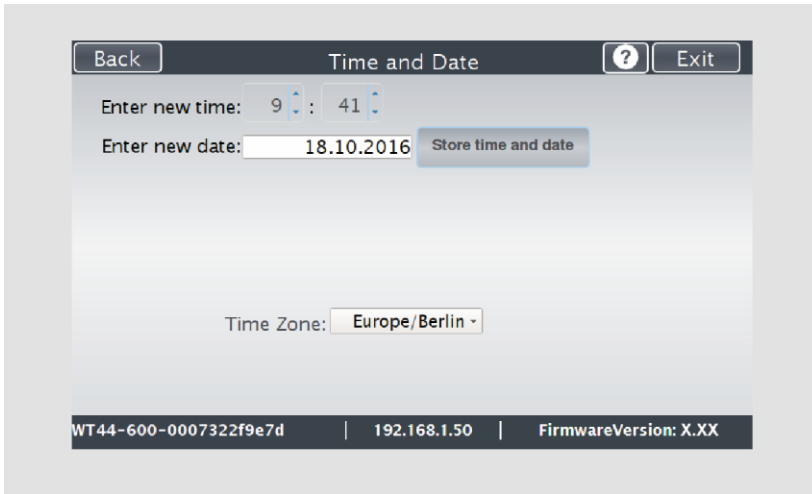 Back Time and Date ? Exit
Enter new time: 9 : 41
Enter new date: 18.10.2016 Store time and date
Time Zone: Europe/Berlin
WT44-600-0007322f9e7d | 192.168.1.50 | FirmwareVersion: X.XX